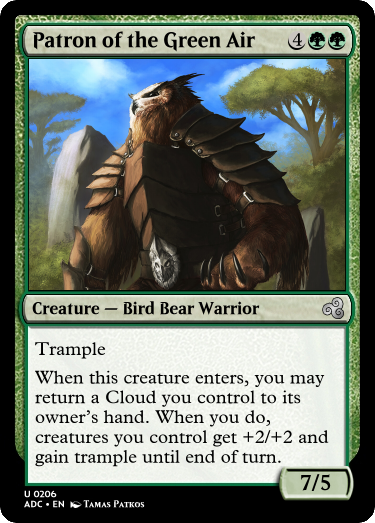 Patron of the Green Air 4
Creature — Bird Bear Warrior
Trample
When this creature enters, you may
return a Cloud you control to its
owner's hand. When you do,
creatures you control get +2/+2 and
gain trample until end of turn.
7/5
U 0206
ADC • EN Tamas Patkos